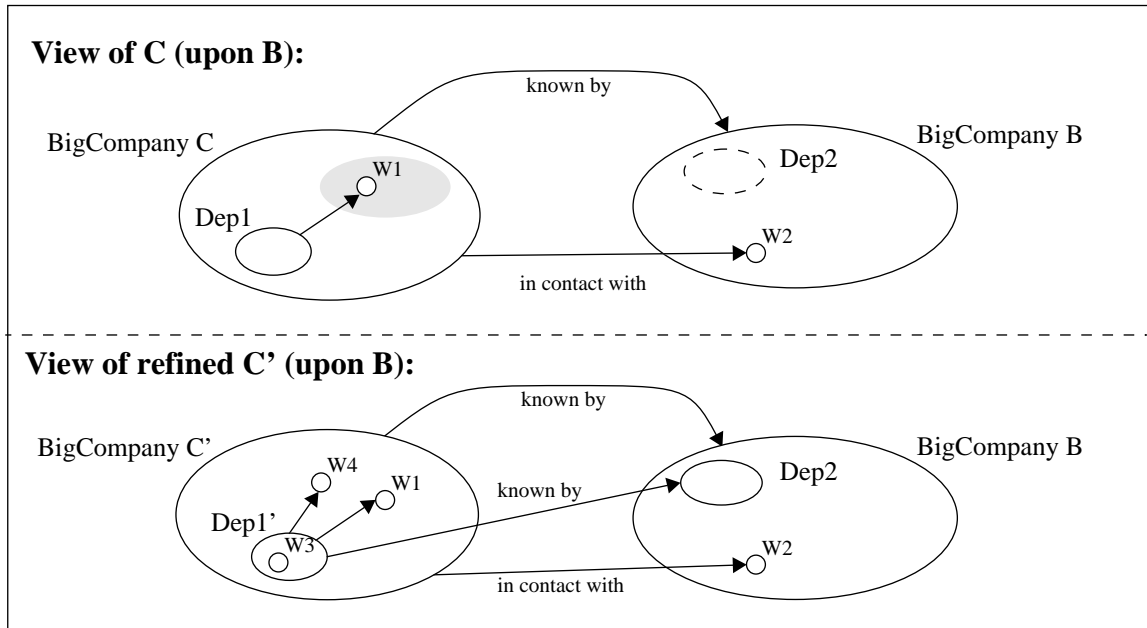 View of C (upon B):
known by
BigCompany C
BigCompany B
W1
Dep2
Dep1
W2
in contact with
View of refined C’ (upon B):
known by
BigCompany C’
BigCompany B
W4
Dep2
W1
known by
Dep1’
W3
W2
in contact with